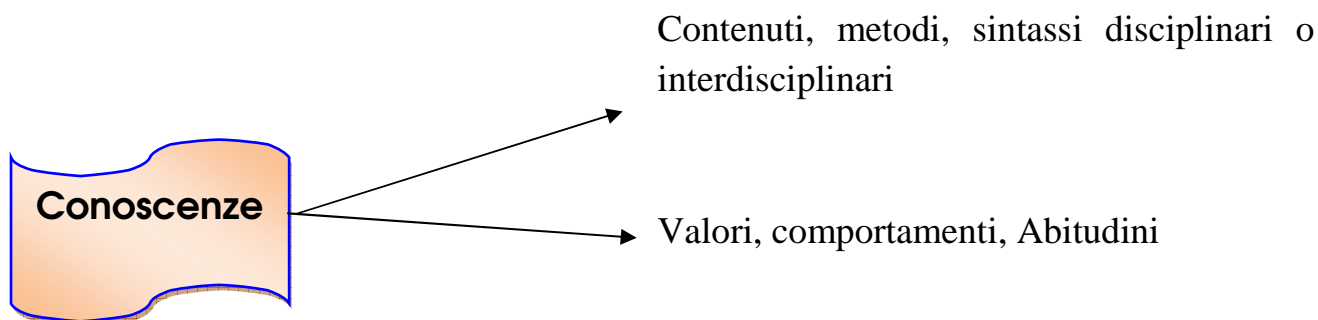 Contenuti, metodi, sintassi disciplinari o
interdisciplinari
Conoscenze
Valori, comportamenti, Abitudini